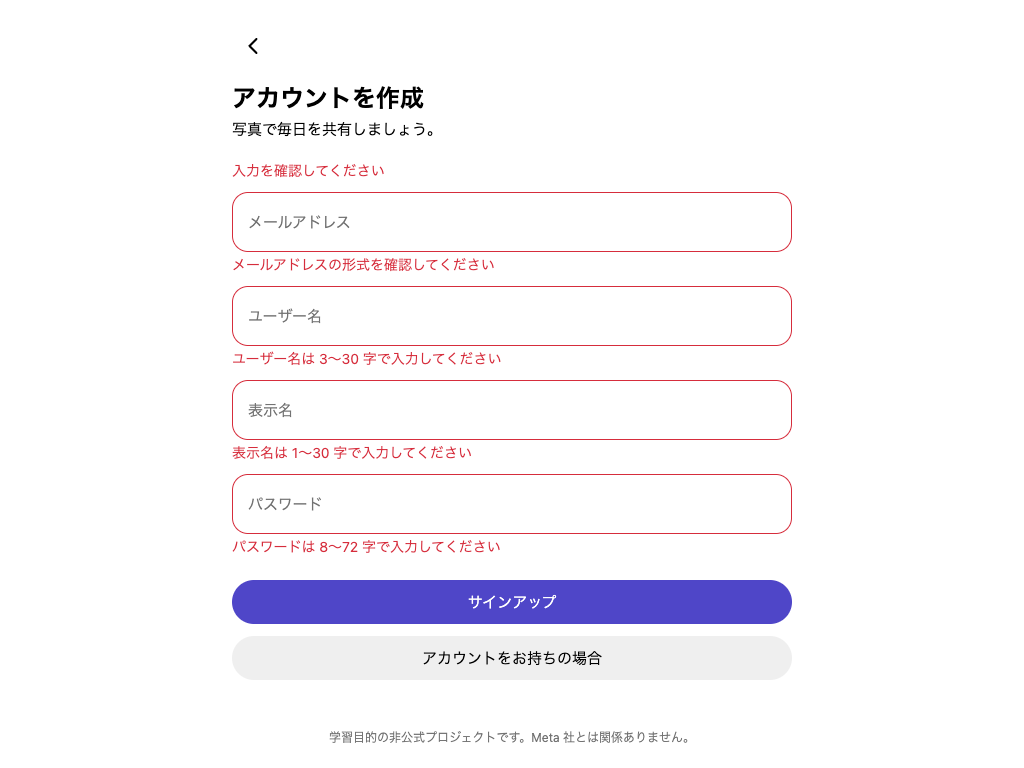 アカウントを作成
写真で毎日を共有しましょう。
入力を確認してください
メールアドレス
メールアドレスの形式を確認してください
ユーザー名
ユーザー名は 3〜30 字で入力してください
表示名
表示名は 1〜30 字で入力してください
パスワード
パスワードは 8〜72 字で入力してください
サインアップ
アカウントをお持ちの場合
学習目的の非公式プロジェクトです。Meta 社とは関係ありません。